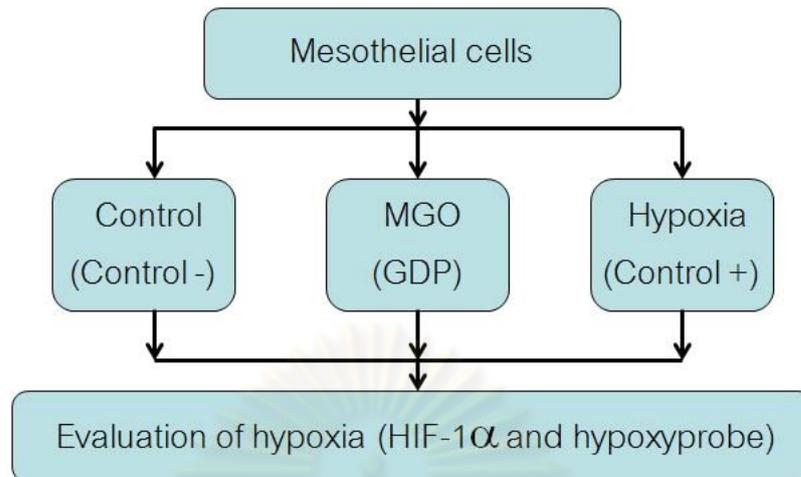 Mesothelial cells
Control
(Control -)
MGO
(GDP)
Hypoxia
(Control +)
Evaluation of hypoxia (HIF-1α and hypoxyprobe)